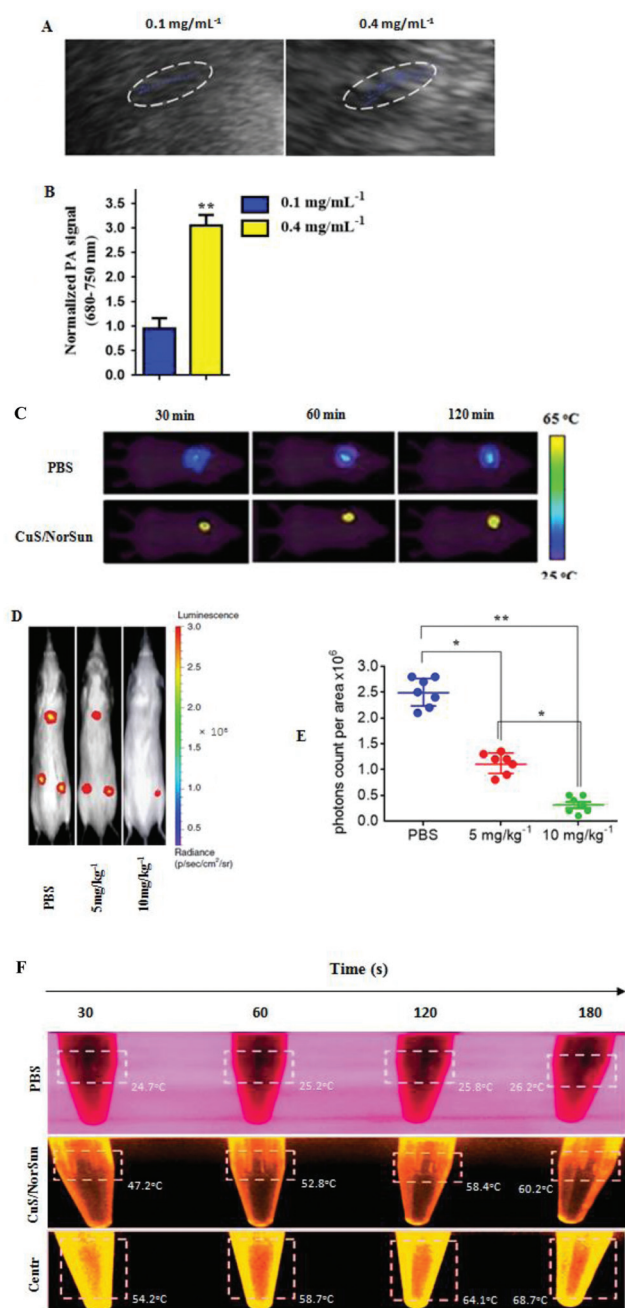 A
0.1 mg/mL⁻¹ 0.4 mg/mL⁻¹
B
Normalized PA signal
(680-750 nm)
3.5
3.0
2.5
2.0
1.5
1.0
0.5
0.0
**
0.1 mg/mL⁻¹
0.4 mg/mL⁻¹
C
30 min 60 min 120 min
PBS
CuS/NorSun
65 °C
25 °C
D
Luminescence
3.0
2.5
2.0
× 10⁶
1.5
1.0
0.5
Radiance
(p/sec/cm²/sr)
PBS
5mg/kg⁻¹
10mg/kg⁻¹
E
photons count per area x10⁶
**
* 
*
3.0
2.5
2.0
1.5
1.0
0.5
0.0
PBS 5 mg/kg⁻¹ 10 mg/kg⁻¹
F
Time (s)
30 60 120 180
PBS
24.7°C 25.2°C 25.8°C 26.2°C
CuS/NorSun
47.2°C 52.8°C 58.4°C 60.2°C
Centr
54.2°C 58.7°C 64.1°C 68.7°C